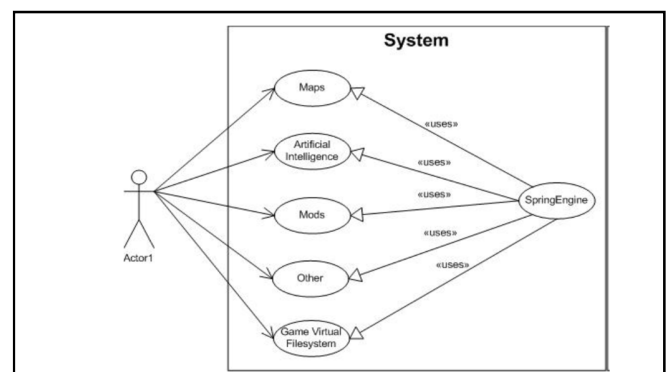 System
Maps
«uses»
Artificial
Intelligence
«uses»
«uses»
SpringEngine
Mods
Actor1
«uses»
Other
«uses»
Game Virtual
Filesystem